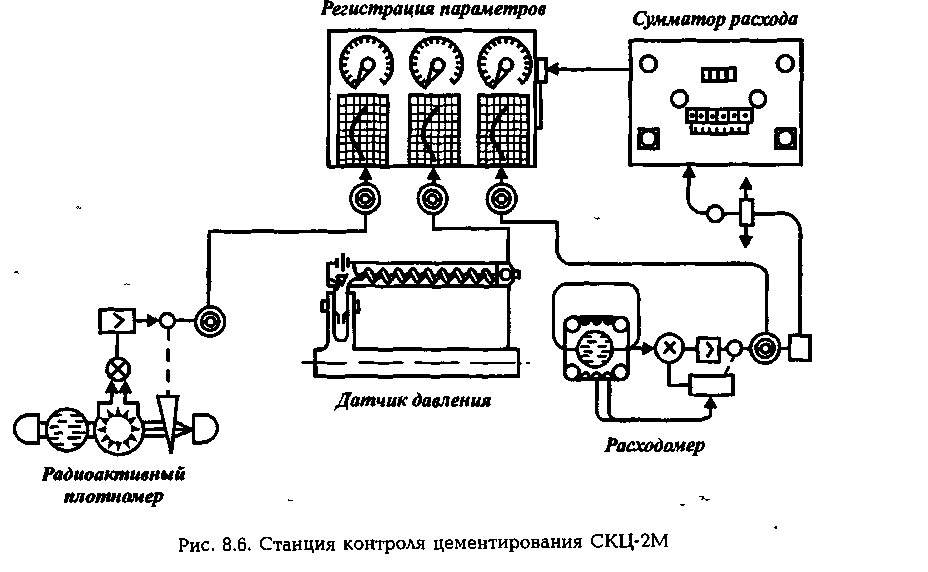 Регистрация параметров
Сумматор расхода
Датчик давления
Расходомер
Радиоактивный
плотномер
Рис. 8.6. Станция контроля цементирования СКЦ-2М